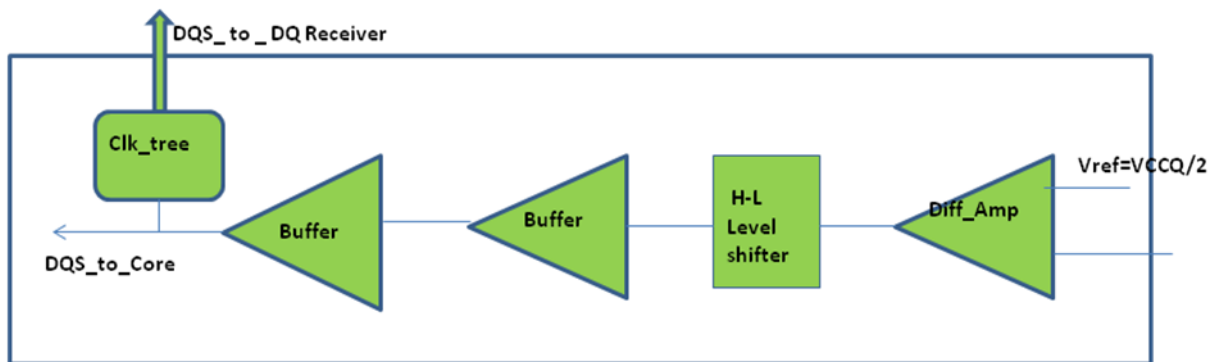 DQS_ to _ DQ Receiver
Clk_tree
Vref=VCCQ/2
H-L
Level
shifter
Diff_Amp
Buffer
Buffer
DQS_to_Core